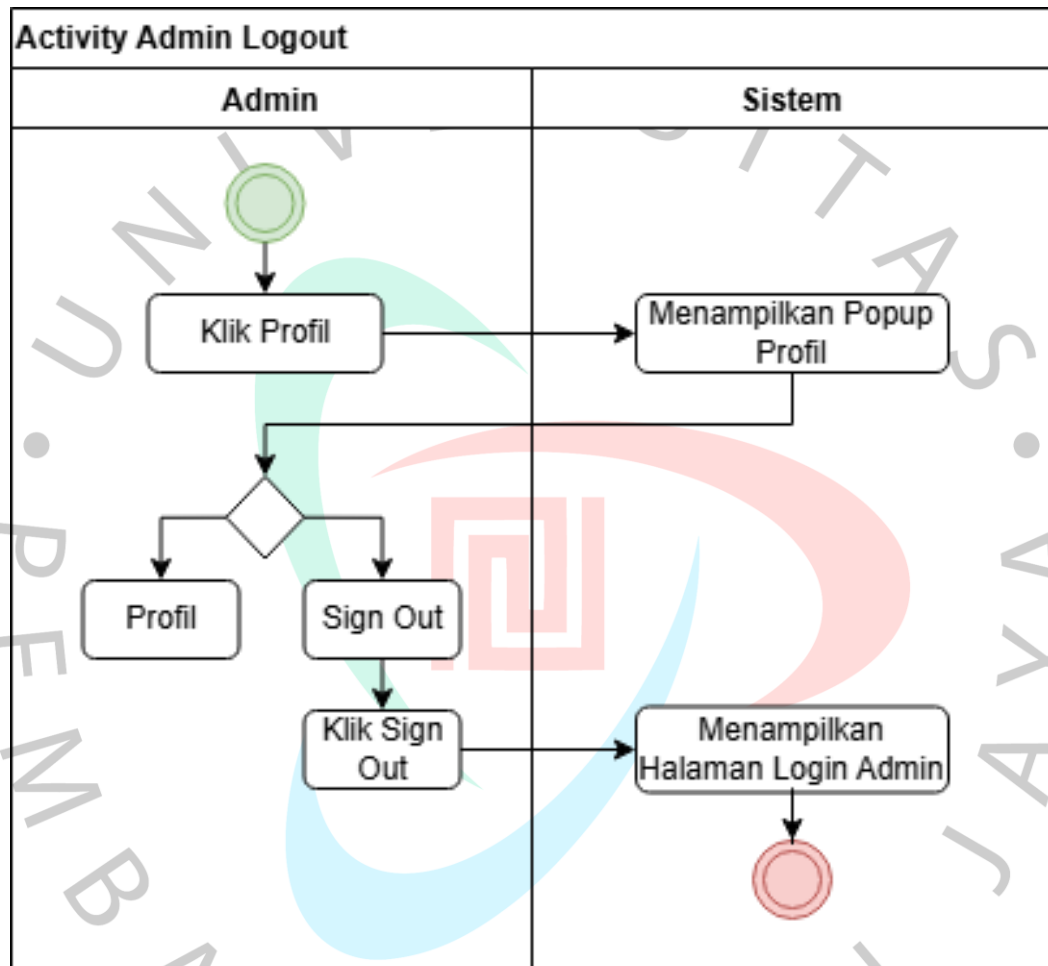 Activity Admin Logout
Admin
Sistem
Klik Profil
Menampilkan Popup
Profil
Profil
Sign Out
Klik Sign
Out
Menampilkan
Halaman Login Admin